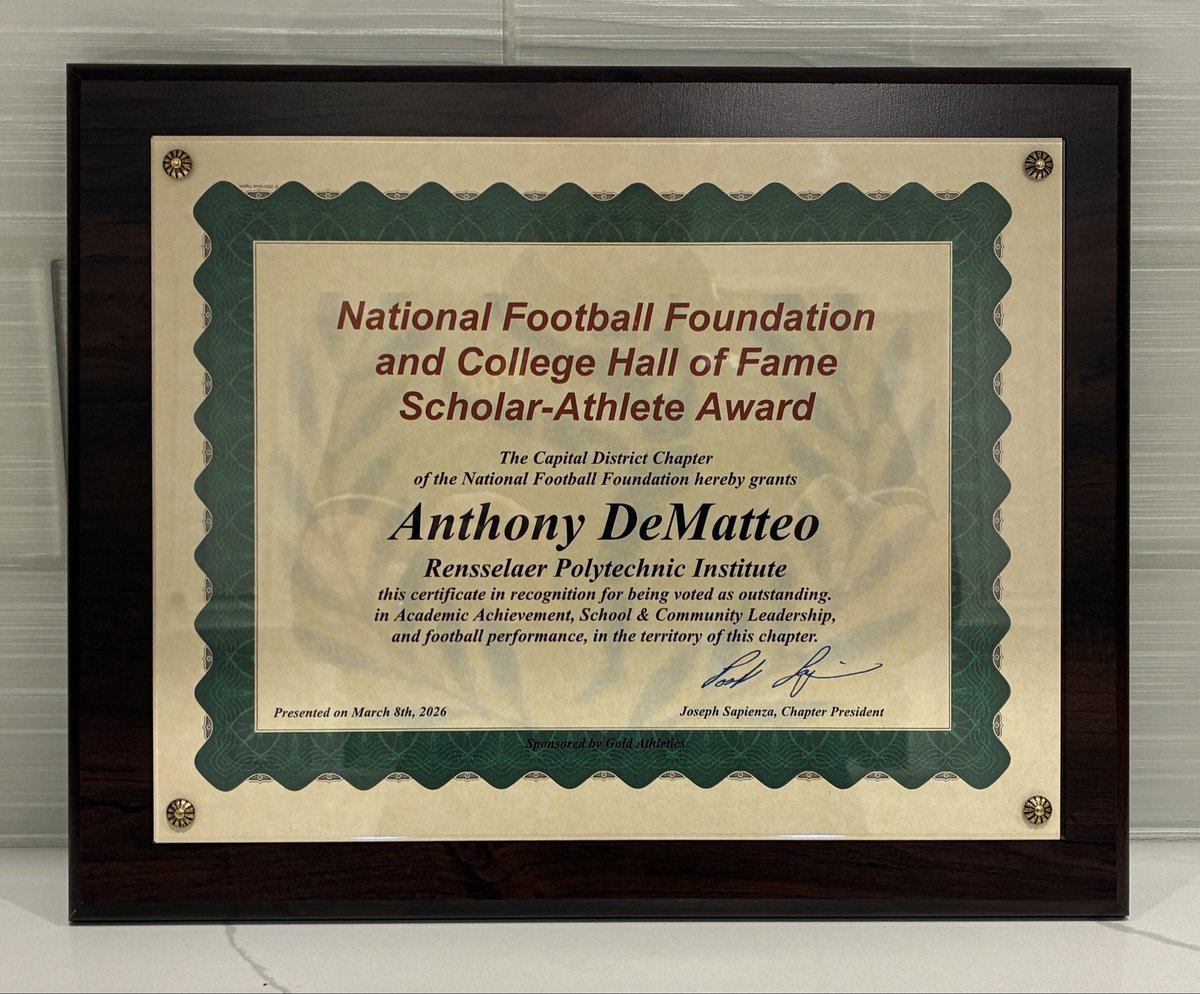 National Football Foundation
and College Hall of Fame
Scholar-Athlete Award
The Capital District Chapter
of the National Football Foundation hereby grants
Anthony DeMatteo
Rensselaer Polytechnic Institute
this certificate in recognition for being voted as outstanding.
in Academic Achievement, School & Community Leadership,
and football performance, in the territory of this chapter.
Presented on March 8th, 2026
Joseph Sapienza, Chapter President
Sponsored by Gold Athletics